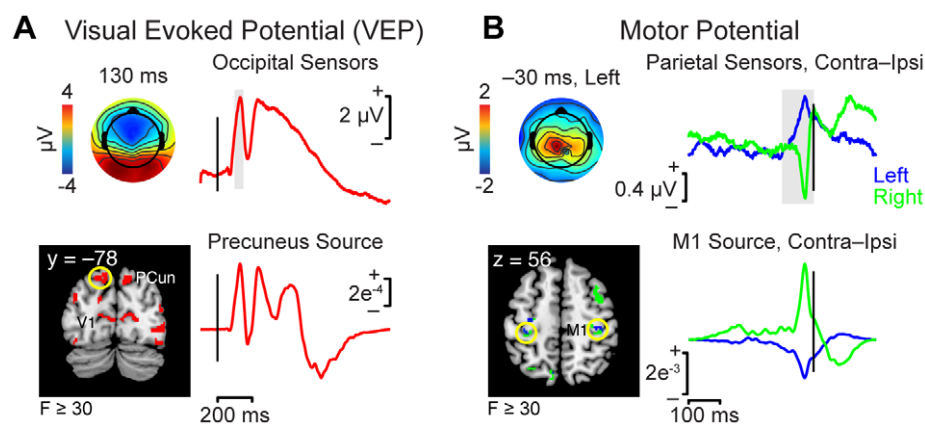 A Visual Evoked Potential (VEP)
130 ms
Occipital Sensors
4
μV
-4
+
2 μV
–
y = –78
PCun
V1
F ≥ 30
Precuneus Source
+
2e-4
–
200 ms
B Motor Potential
–30 ms, Left
Parietal Sensors, Contra–Ipsi
2
μV
-2
+
0.4 μV
–
Left
Right
z = 56
M1
F ≥ 30
M1 Source, Contra–Ipsi
+
2e-3
–
100 ms